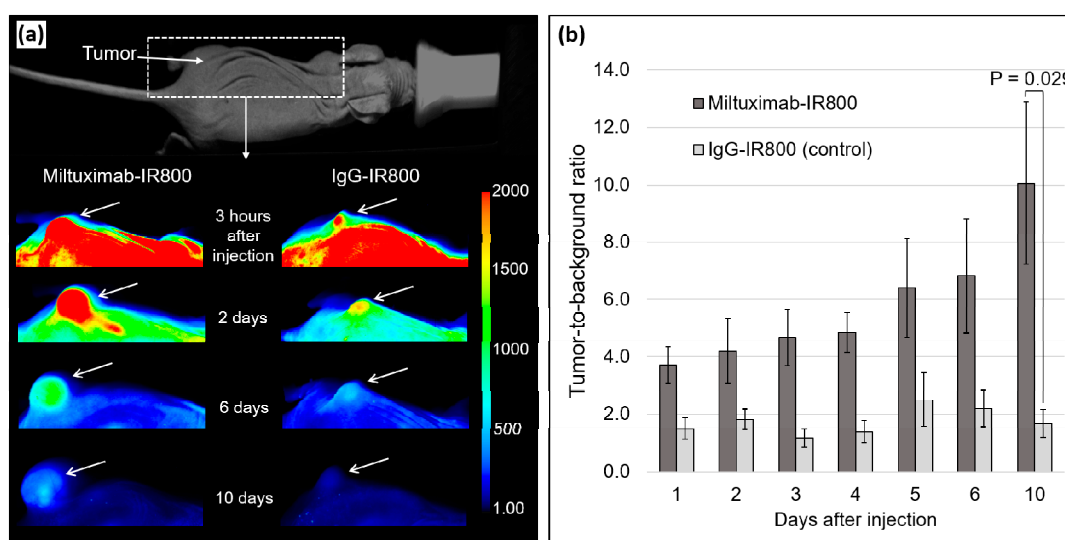 (a)
Tumor
Miltuximab-IR800
IgG-IR800
3 hours
after
injection
2 days
6 days
10 days
2000
1500
1000
500
1.00
(b)
P = 0.029
14.0
12.0
10.0
8.0
6.0
4.0
2.0
0.0
Tumor-to-background ratio
Miltuximab-IR800
IgG-IR800 (control)
1 2 3 4 5 6 10
Days after injection